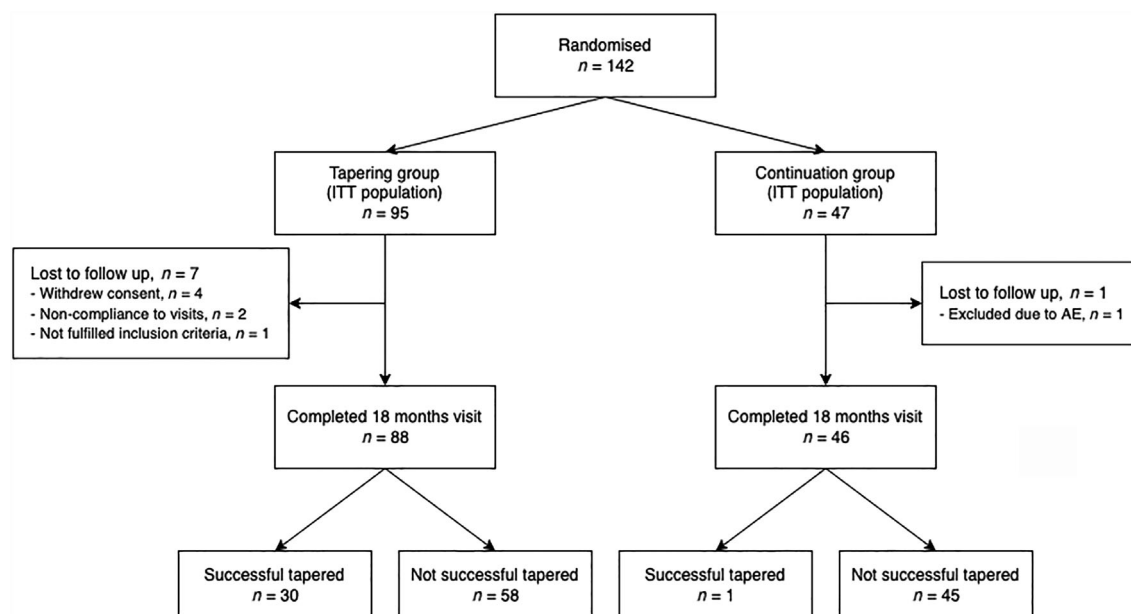 Randomised
n = 142
Tapering group
(ITT population)
n = 95
Continuation group
(ITT population)
n = 47
Lost to follow up, n = 7
- Withdrew consent, n = 4
- Non-compliance to visits, n = 2
- Not fulfilled inclusion criteria, n = 1
Lost to follow up, n = 1
- Excluded due to AE, n = 1
Completed 18 months visit
n = 88
Completed 18 months visit
n = 46
Successful tapered
n = 30
Not successful tapered
n = 58
Successful tapered
n = 1
Not successful tapered
n = 45